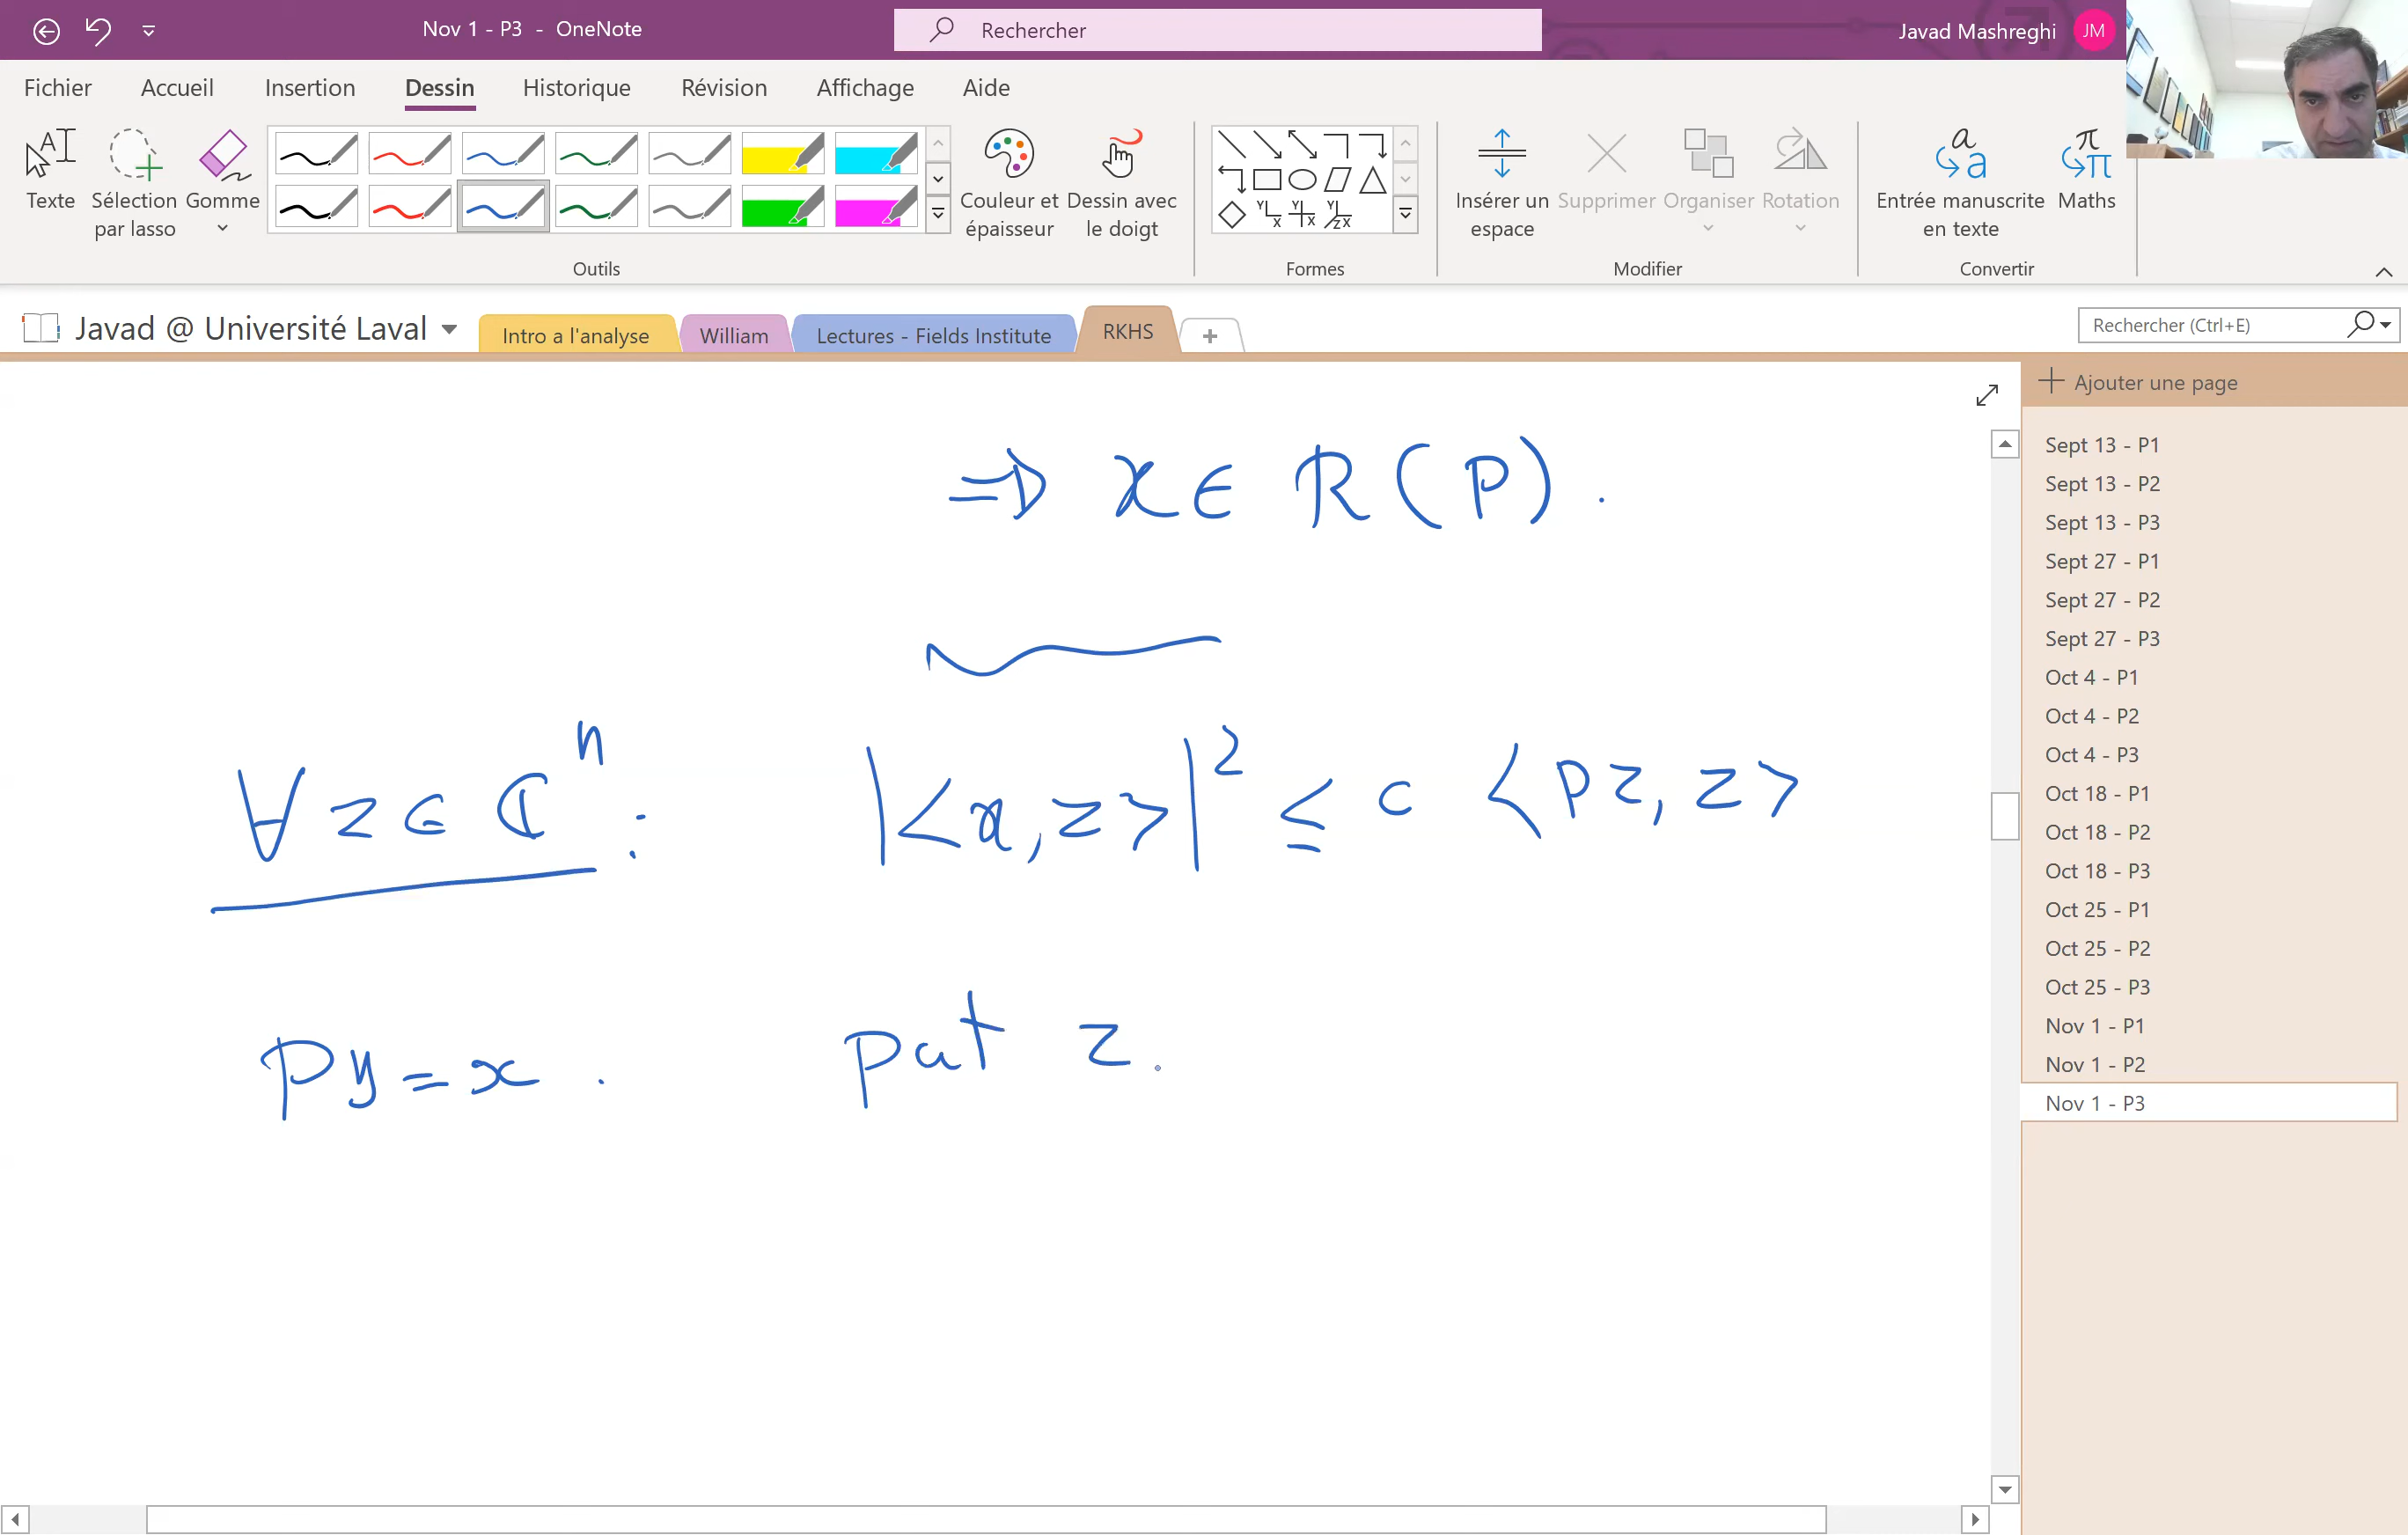 Nov 1 - P3 - OneNote
Rechercher
Javad Mashreghi JM
Fichier Accueil Insertion Dessin Historique Révision Affichage Aide
Texte
Sélection par lasso
Gomme
Couleur et épaisseur
Dessin avec le doigt
Insérer un espace
Supprimer
Organiser
Rotation
Entrée manuscrite en texte
Maths
Outils
Formes
Modifier
Convertir
Javad @ Université Laval
Intro a l'analyse
William
Lectures - Fields Institute
RKHS
Rechercher (Ctrl+E)
Ajouter une page
Sept 13 - P1
Sept 13 - P2
Sept 13 - P3
Sept 27 - P1
Sept 27 - P2
Sept 27 - P3
Oct 4 - P1
Oct 4 - P2
Oct 4 - P3
Oct 18 - P1
Oct 18 - P2
Oct 18 - P3
Oct 25 - P1
Oct 25 - P2
Oct 25 - P3
Nov 1 - P1
Nov 1 - P2
Nov 1 - P3
⇒ x ∈ R(P).
∀ z ∈ ℂⁿ : |<x, z>|² ≤ c <Pz, z>
Py = x . Put z.